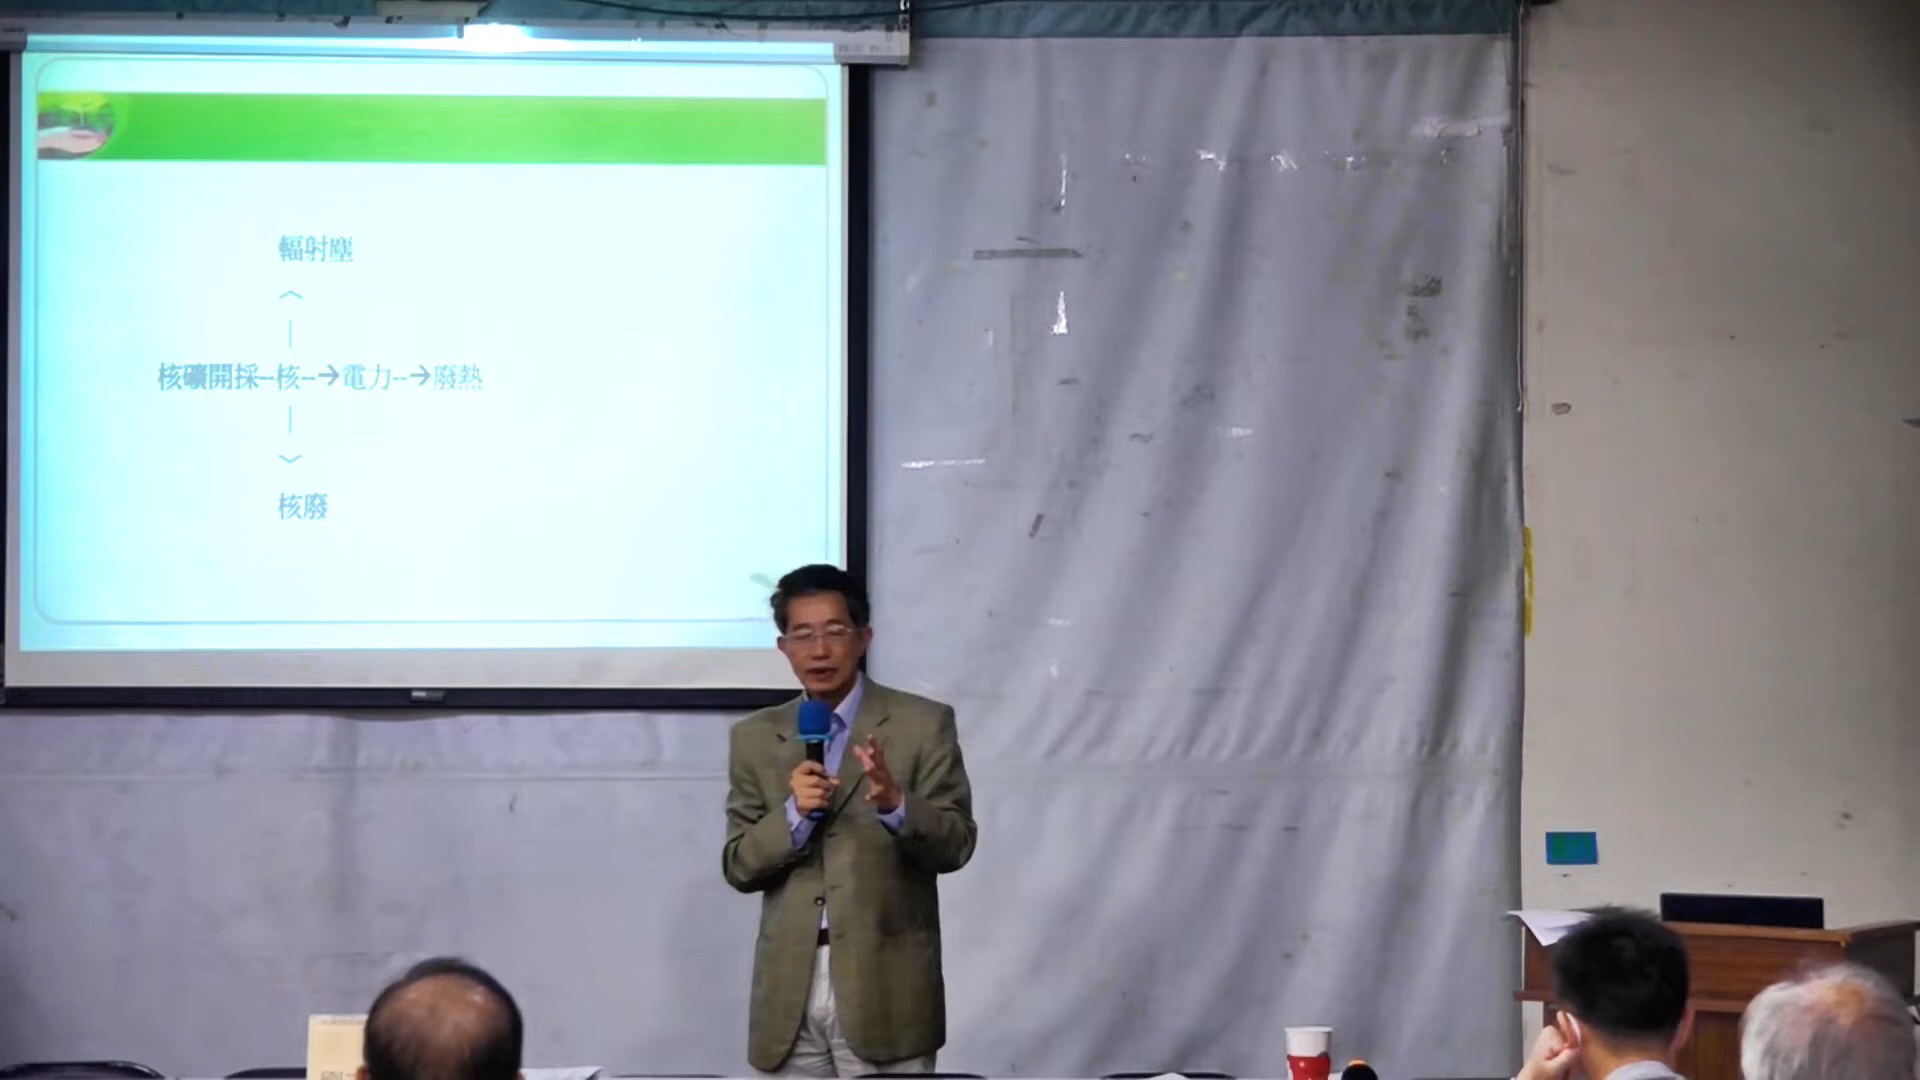 輻射塵
︿
|
核礦開採--核--→電力--→廢熱
|
﹀
核廢